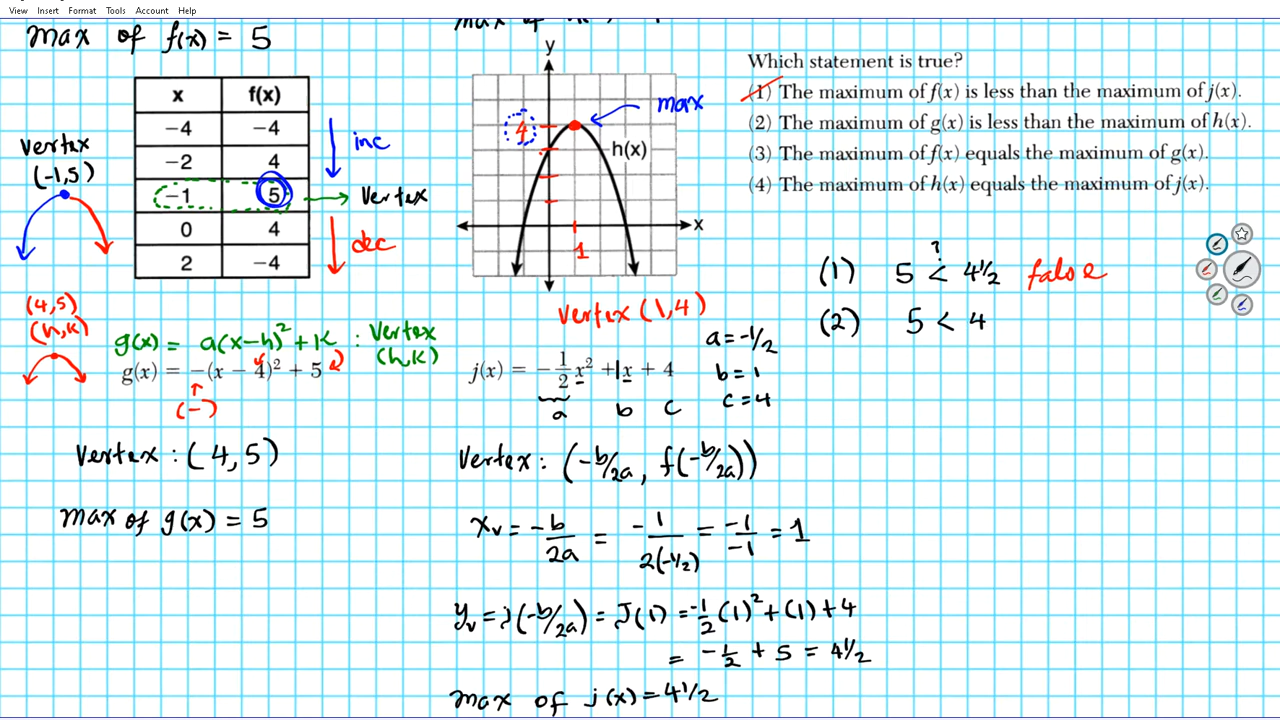 View Insert Format Tools Account Help
max of f(x) = 5
x f(x)
−4 −4
−2 4
−1 5
0 4
2 −4
vertex
(-1,5)
inc
→ vertex
dec
y
4
max
h(x)
x
1
vertex (1,4)
Which statement is true?
(1) The maximum of f(x) is less than the maximum of j(x).
(2) The maximum of g(x) is less than the maximum of h(x).
(3) The maximum of f(x) equals the maximum of g(x).
(4) The maximum of h(x) equals the maximum of j(x).
(1) 5 <? 4½ false
(2) 5 < 4
(4,5)
(h,k)
g(x) = a(x-h)² + k : vertex
(h,k)
g(x) = −(x − 4)² + 5
(-)
vertex : (4,5)
max of g(x) = 5
j(x) = −1/2 x² + 1x + 4
a b c
a = -1/2
b = 1
c = 4
vertex : (-b/2a, f(-b/2a))
xᵥ = -b/2a = -1/2(-1/2) = -1/-1 = 1
yᵥ = j(-b/2a) = J(1) = -1/2 (1)² + (1) + 4
= -1/2 + 5 = 4½
max of j(x) = 4½